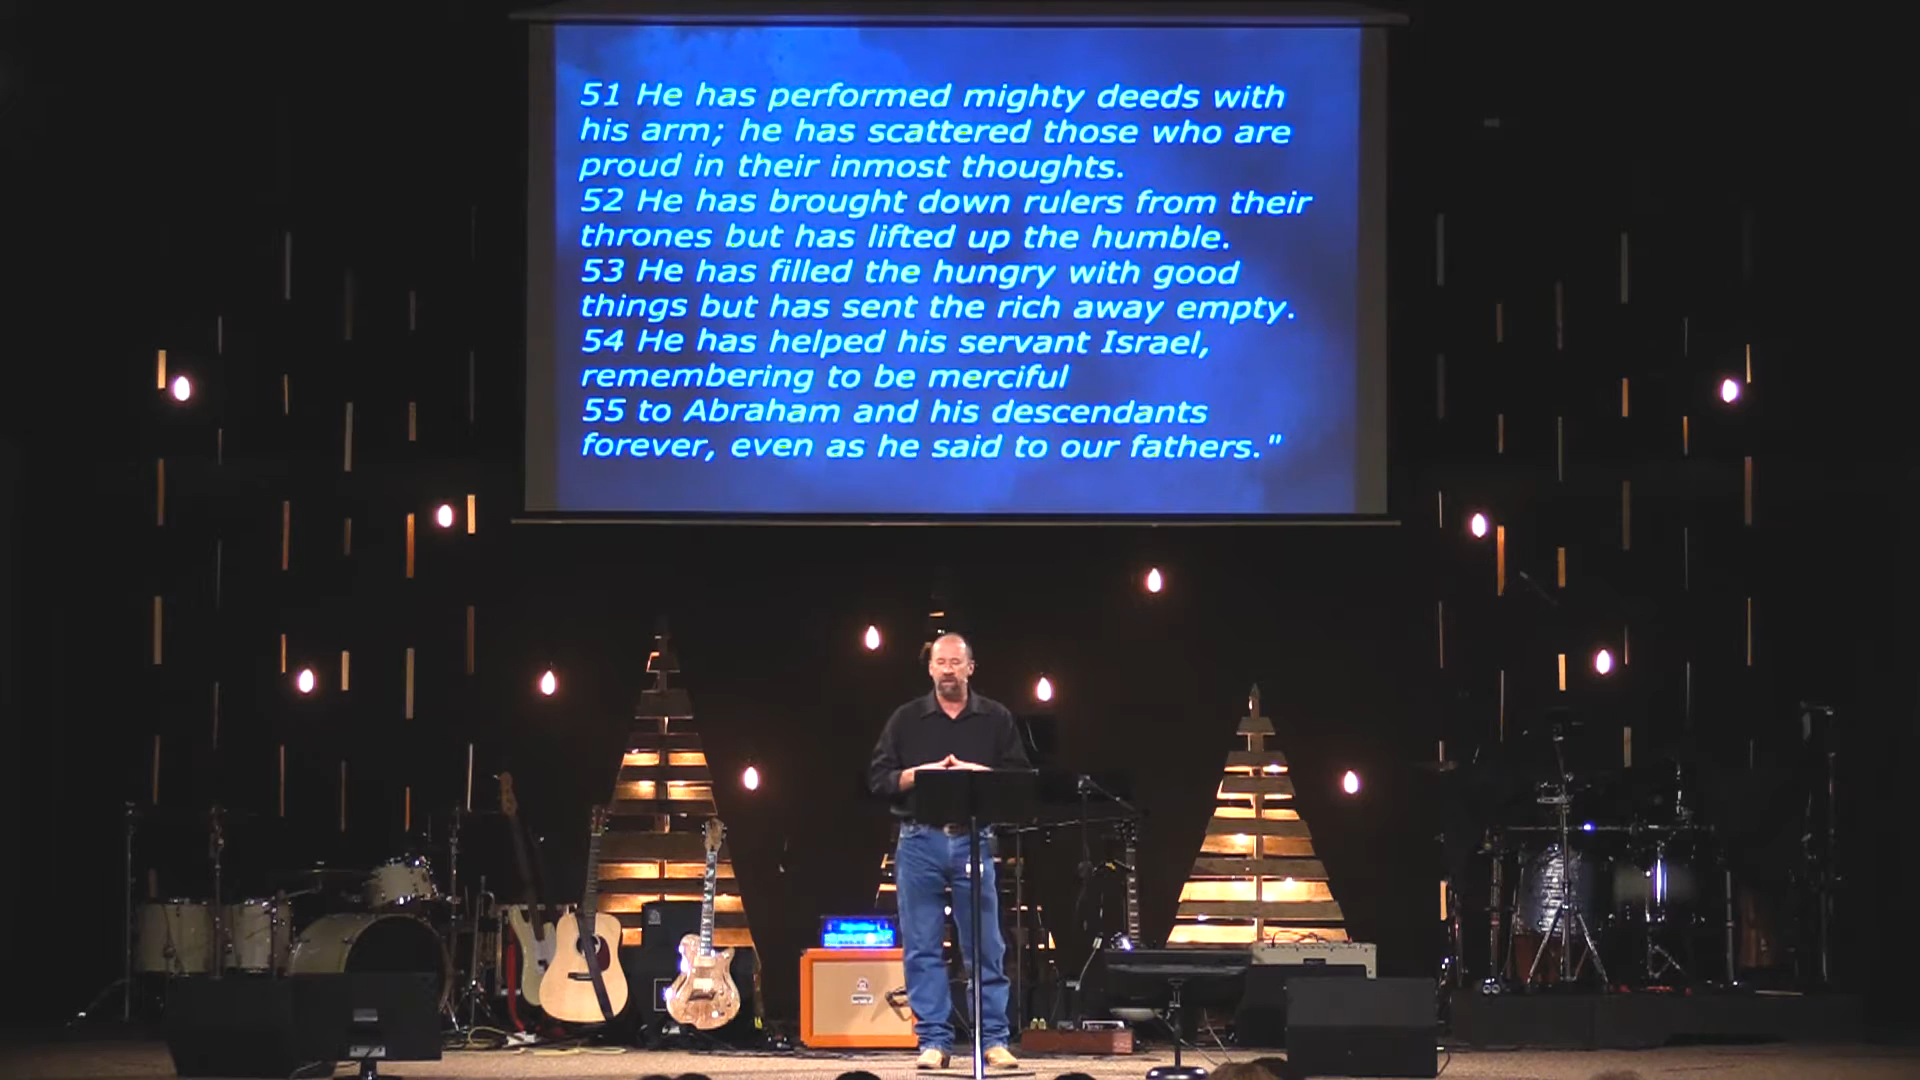 51 He has performed mighty deeds with
his arm; he has scattered those who are
proud in their inmost thoughts.
52 He has brought down rulers from their
thrones but has lifted up the humble.
53 He has filled the hungry with good
things but has sent the rich away empty.
54 He has helped his servant Israel,
remembering to be merciful
55 to Abraham and his descendants
forever, even as he said to our fathers."